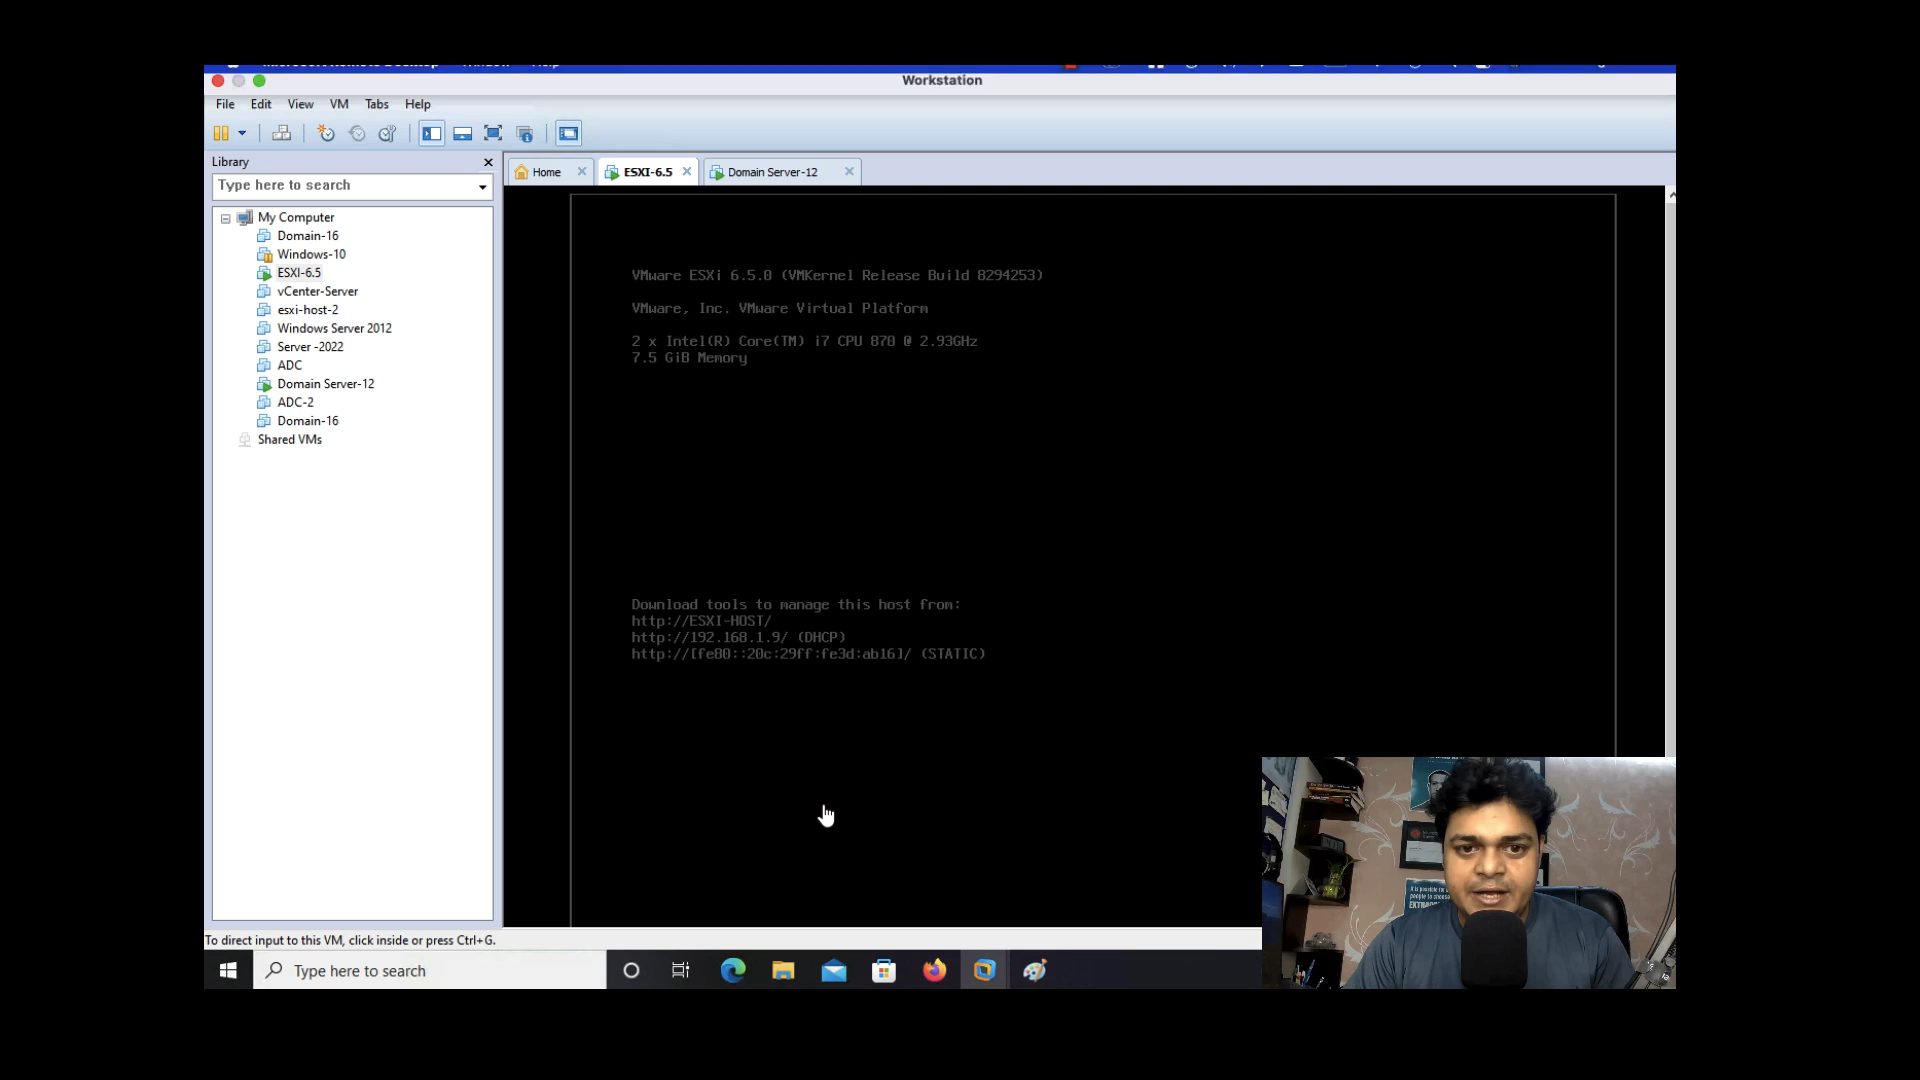 Workstation
File Edit View VM Tabs Help
Library
Type here to search
My Computer
Domain-16
Windows-10
ESXI-6.5
vCenter-Server
esxi-host-2
Windows Server 2012
Server -2022
ADC
Domain Server-12
ADC-2
Domain-16
Shared VMs
Home
ESXI-6.5
Domain Server-12
VMware ESXi 6.5.0 (VMKernel Release Build 8294253)
VMware, Inc. VMware Virtual Platform
2 x Intel(R) Core(TM) i7 CPU 870 @ 2.93GHz
7.5 GiB Memory
Download tools to manage this host from:
http://ESXI-HOST/
http://192.168.1.9/ (DHCP)
http://[fe80::20c:29ff:fe3d:ab16]/ (STATIC)
To direct input to this VM, click inside or press Ctrl+G.
Type here to search